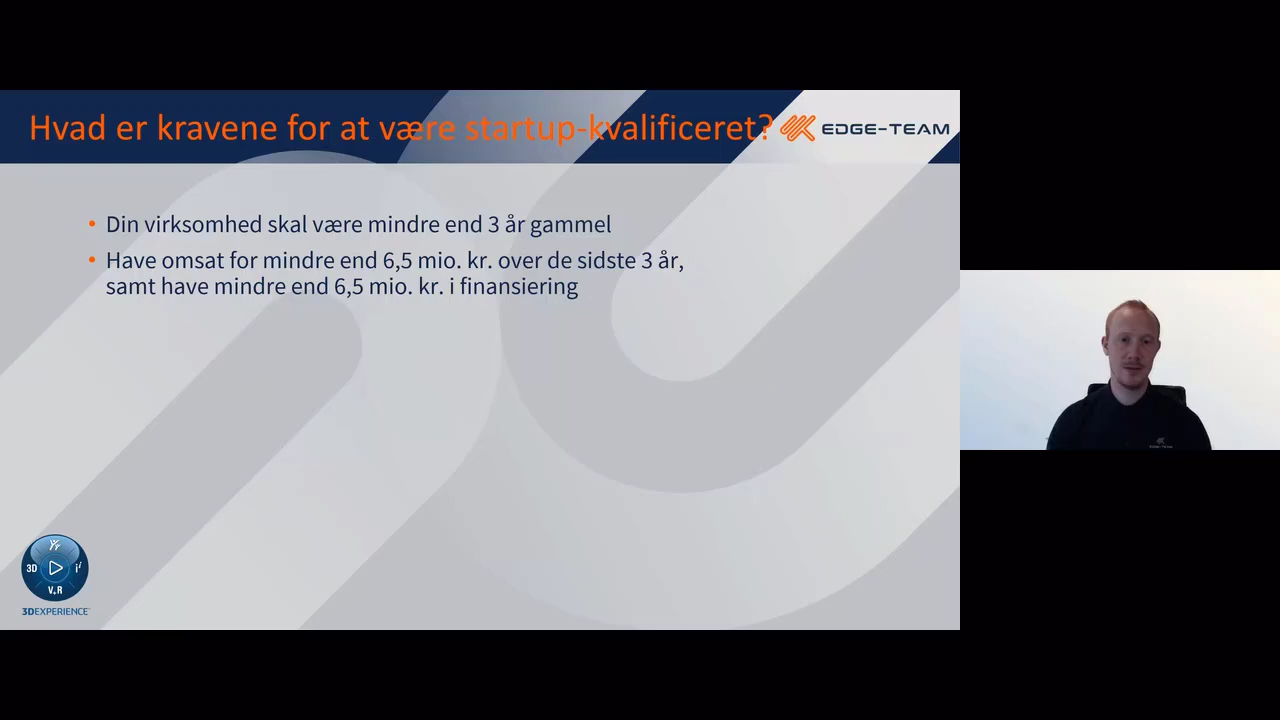 Hvad er kravene for at være startup-kvalificeret?
EDGE-TEAM
• Din virksomhed skal være mindre end 3 år gammel
• Have omsat for mindre end 6,5 mio. kr. over de sidste 3 år,
samt have mindre end 6,5 mio. kr. i finansiering
3D
V.R
3DEXPERIENCE